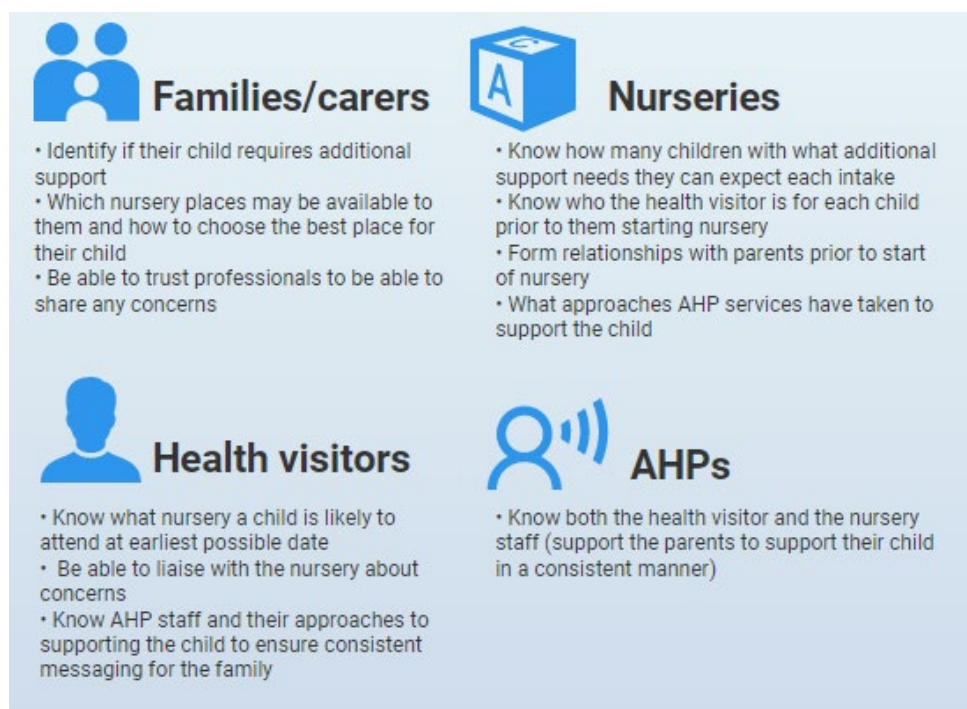 Families/carers
• Identify if their child requires additional
support
• Which nursery places may be available to
them and how to choose the best place for
their child
• Be able to trust professionals to be able to
share any concerns
A
C
Nurseries
• Know how many children with what additional
support needs they can expect each intake
• Know who the health visitor is for each child
prior to them starting nursery
• Form relationships with parents prior to start
of nursery
• What approaches AHP services have taken to
support the child
Health visitors
• Know what nursery a child is likely to
attend at earliest possible date
• Be able to liaise with the nursery about
concerns
• Know AHP staff and their approaches to
supporting the child to ensure consistent
messaging for the family
AHPs
• Know both the health visitor and the nursery
staff (support the parents to support their child
in a consistent manner)